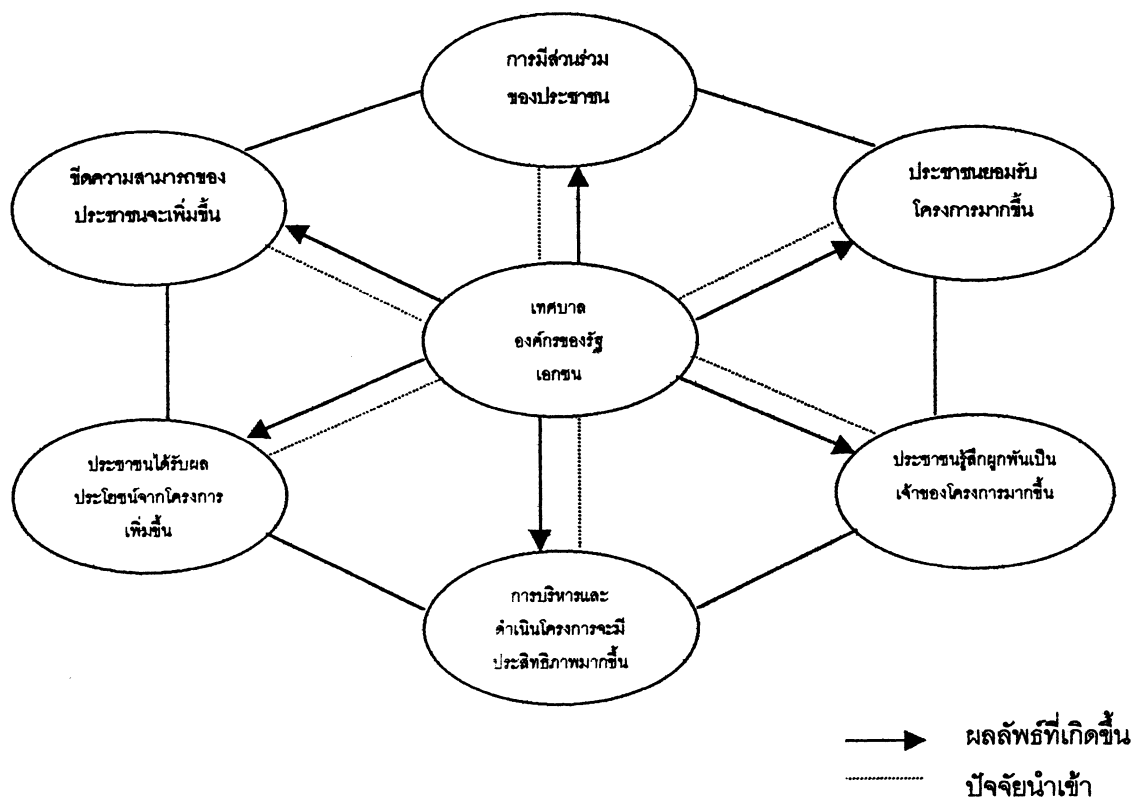 การมีส่วนร่วม
ของประชาชน
ขีดความสามารถของ
ประชาชนจะเพิ่มขึ้น
ประชาชนยอมรับ
โครงการมากขึ้น
เทศบาล
องค์กรของรัฐ
เอกชน
ประชาชนได้รับผล
ประโยชน์จากโครงการ
เพิ่มขึ้น
ประชาชนรู้สึกผูกพันเป็น
เจ้าของโครงการมากขึ้น
การบริหารและ
ดำเนินโครงการจะมี
ประสิทธิภาพมากขึ้น
ผลลัพธ์ที่เกิดขึ้น
ปัจจัยนำเข้า